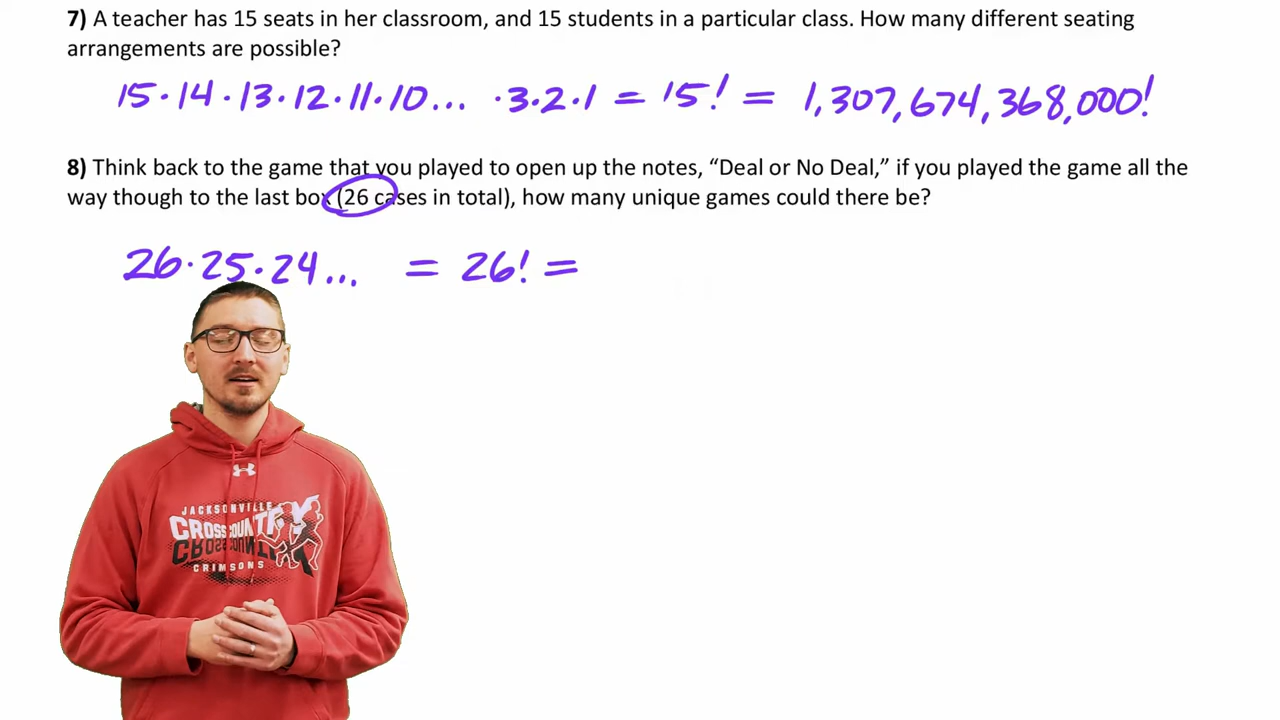 7) A teacher has 15 seats in her classroom, and 15 students in a particular class. How many different seating
arrangements are possible?
15·14·13·12·11·10... ·3·2·1 = 15! = 1,307,674,368,000!
8) Think back to the game that you played to open up the notes, “Deal or No Deal,” if you played the game all the
way though to the last box (26 cases in total), how many unique games could there be?
26·25·24... = 26! =
JACKSONVILLE
CROSS COUNTRY
CRIMSONS